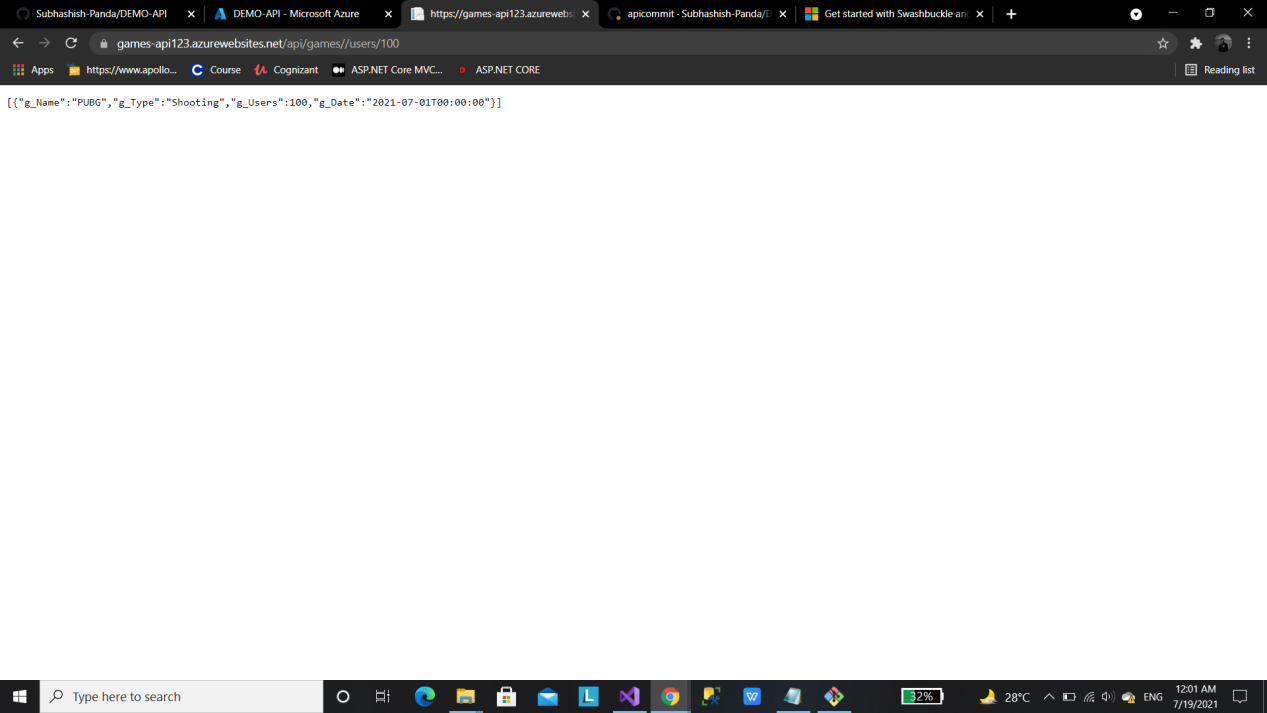 Subhashish-Panda/DEMO-API
DEMO-API - Microsoft Azure
https://games-api123.azurewebsi
apicommit · Subhashish-Panda/D
Get started with Swashbuckle an
games-api123.azurewebsites.net/api/games//users/100
Apps
https://www.apollo...
Course
Cognizant
ASP.NET Core MVC...
ASP.NET CORE
Reading list
[{"g_Name":"PUBG","g_Type":"Shooting","g_Users":100,"g_Date":"2021-07-01T00:00:00"}]
Type here to search
L
W
32%
28°C
ENG
12:01 AM
7/19/2021